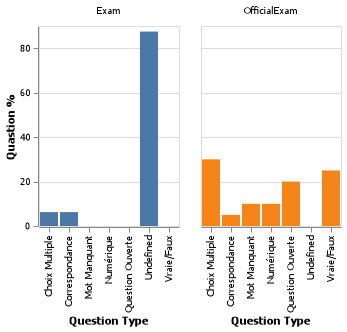 Exam
OfficialExam
Quastion %
80
60
40
20
0
Choix Multiple
Correspondance
Mot Manquant
Numérique
Question Ouverte
Undefined
Vraie/Faux
Choix Multiple
Correspondance
Mot Manquant
Numérique
Question Ouverte
Undefined
Vraie/Faux
Question Type
Question Type